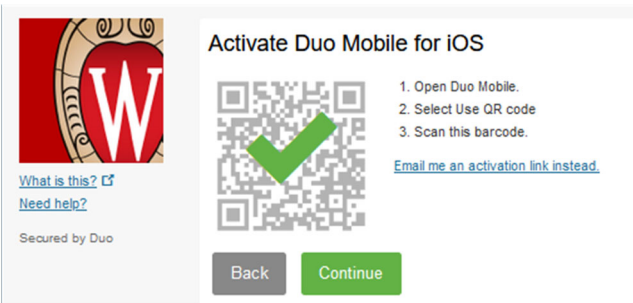 W
What is this?
Need help?
Secured by Duo
Activate Duo Mobile for iOS
1. Open Duo Mobile.
2. Select Use QR code
3. Scan this barcode.
Email me an activation link instead.
Back
Continue